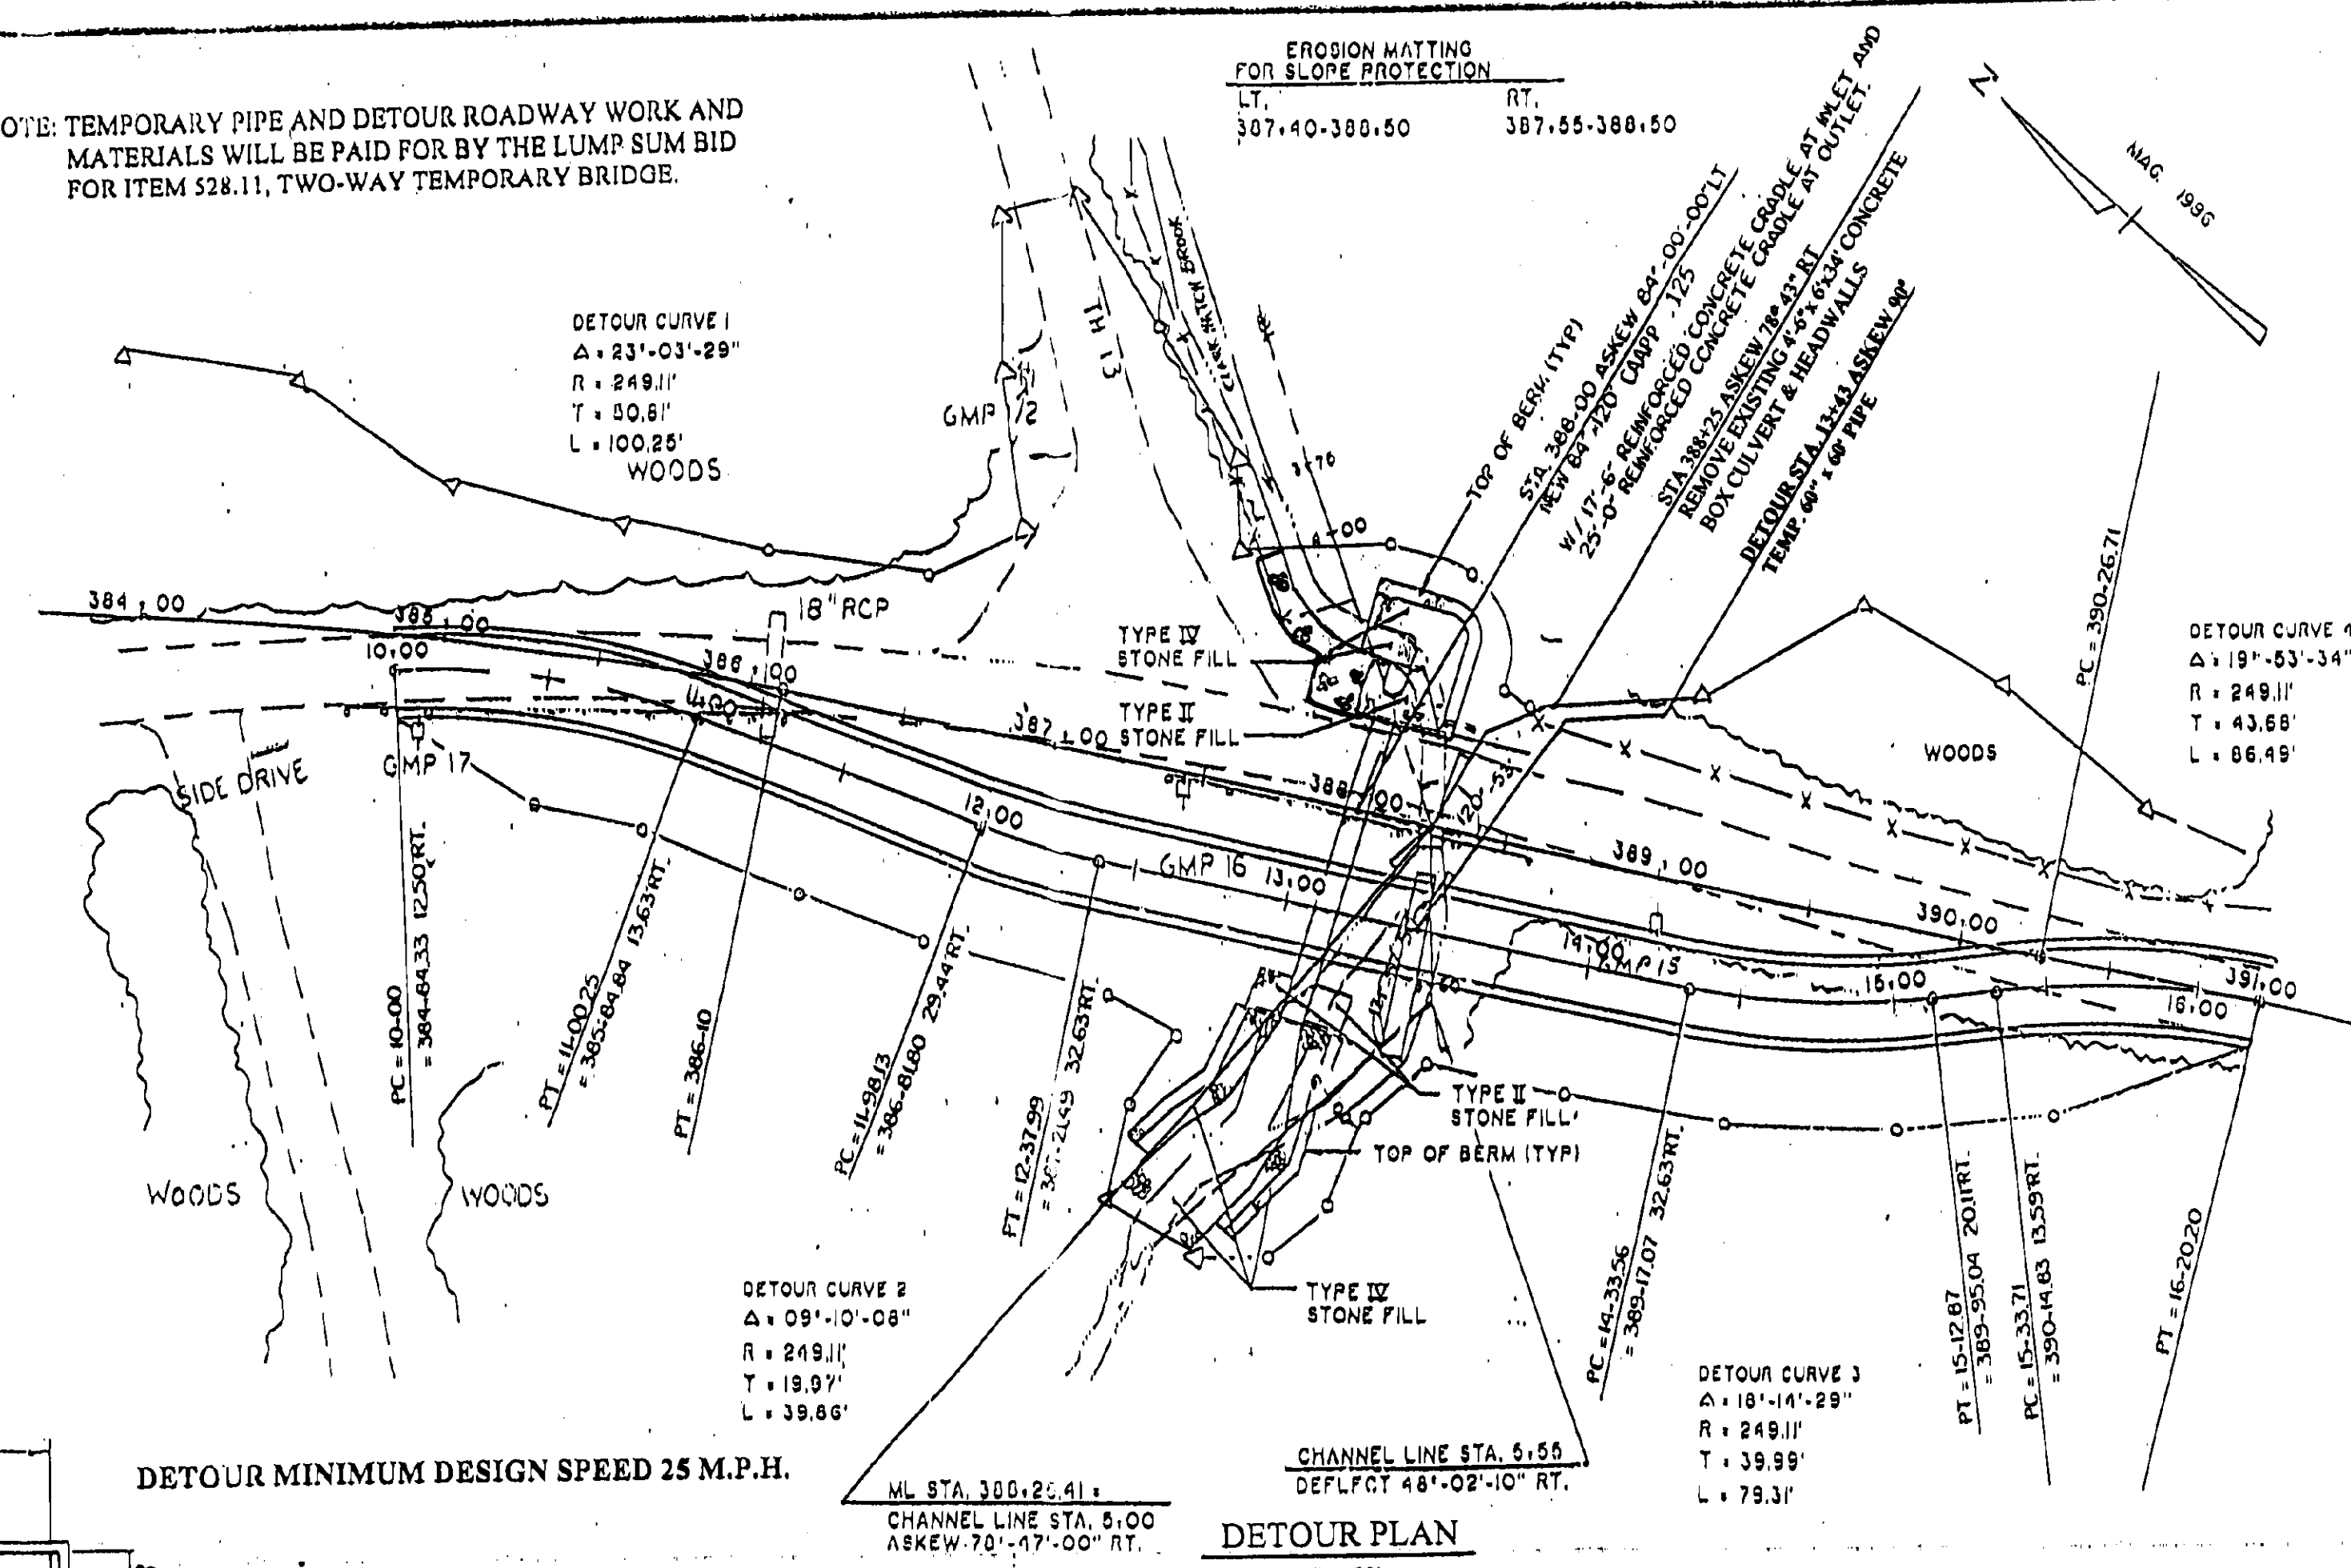 EROSION MATTING
FOR SLOPE PROTECTION
LT. RT.
387+40-388+50 387+55-388+50
OTE: TEMPORARY PIPE AND DETOUR ROADWAY WORK AND
MATERIALS WILL BE PAID FOR BY THE LUMP SUM BID
FOR ITEM 528.11, TWO-WAY TEMPORARY BRIDGE.
N
MAG. 1996
DETOUR CURVE 1
Δ = 23°-03'-29"
R = 249.11'
T = 50.81'
L = 100.25'
WOODS
GMP 72
TH 13
CLARK HATCH BROOK
TOP OF BERM (TYP)
STA. 388+00 ASKEW 84°-00'-00" LT
NEW 84" x 120' CAAPP .125
W/ 17'-6" REINFORCED CONCRETE CRADLE AT INLET AND
25'-0" REINFORCED CONCRETE CRADLE AT OUTLET.
STA 388+25 ASKEW 78° 43" RT
REMOVE EXISTING 4'-6" x 6'x34' CONCRETE
BOX CULVERT & HEADWALLS
DETOUR STA. 13+43 ASKEW 90°
TEMP. 60" x 60' PIPE
PC = 390+26.71
DETOUR CURVE 4
Δ = 19°-53'-34"
R = 249.11'
T = 43.68'
L = 86.49'
WOODS
384+00
385+00
10+00
386+00
11+00
18" RCP
TYPE IV
STONE FILL
TYPE II
STONE FILL
387+00
388+00
389+00
390+00
391+00
12+00
GMP 16
13+00
14+00
GMP 15
15+00
16+00
GMP 17
SIDE DRIVE
WOODS
WOODS
PC = 10+00
= 384+84.33 12.50 RT.
PT = 11+00.25
= 385+84.84 13.63 RT.
PT = 386+10
PC = 11+98.13
= 386+81.80 29.44 RT.
PT = 12+37.99
= 387+21.49 32.63 RT.
PC = 14+33.56
= 389+17.07 32.63 RT.
PT = 15+12.87
= 389+95.04 20.11 RT.
PC = 15+33.71
= 390+14.83 13.59 RT.
PT = 16+20.20
TYPE II
STONE FILL
TOP OF BERM (TYP)
TYPE IV
STONE FILL
DETOUR CURVE 2
Δ = 09°-10'-08"
R = 249.11'
T = 19.97'
L = 39.86'
DETOUR CURVE 3
Δ = 18°-14'-29"
R = 249.11'
T = 39.99'
L = 79.31'
DETOUR MINIMUM DESIGN SPEED 25 M.P.H.
ML STA.
CHANNEL LINE STA. 5+00
ASKEW 70°-47'-00" RT.
CHANNEL LINE STA. 5+55
DEFLECT 48°-02'-10" RT.
DETOUR PLAN